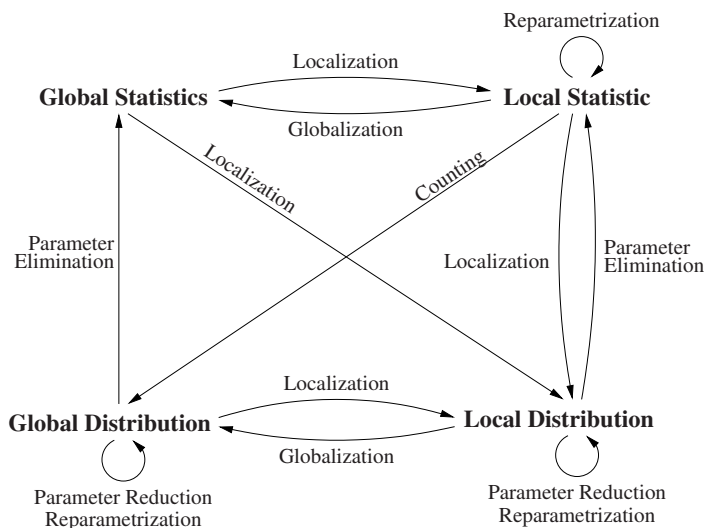 Reparametrization
Localization
Global Statistics
Local Statistic
Globalization
Localization
Counting
Parameter
Elimination
Localization
Parameter
Elimination
Localization
Global Distribution
Local Distribution
Globalization
Parameter Reduction
Reparametrization
Parameter Reduction
Reparametrization